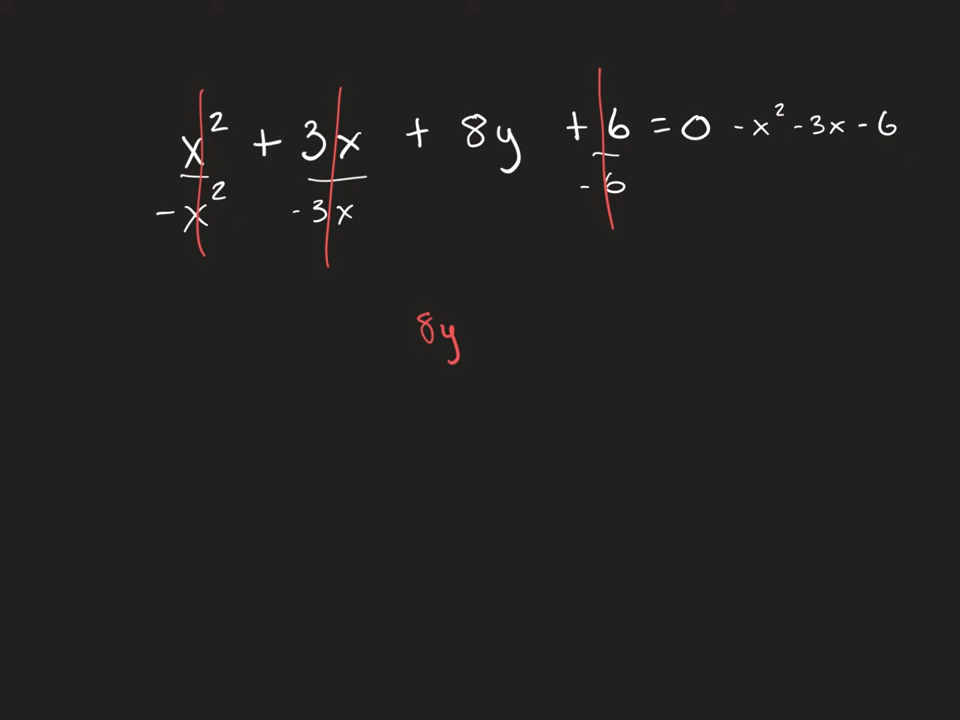 x² + 3x + 8y + 6 = 0 - x² - 3x - 6
- x² - 3x - 6
8y